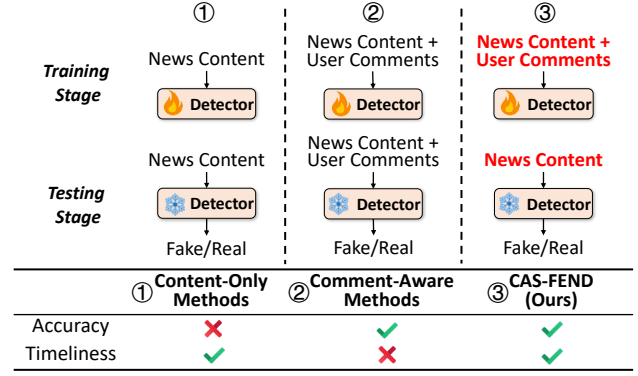 ① ② ③
Training Stage
News Content
News Content + User Comments
News Content + User Comments
Detector Detector Detector
Testing Stage
News Content
News Content + User Comments
News Content
Detector Detector Detector
Fake/Real Fake/Real Fake/Real
① Content-Only Methods
② Comment-Aware Methods
③ CAS-FEND (Ours)
Accuracy ❌ ✔ ✔
Timeliness ✔ ❌ ✔